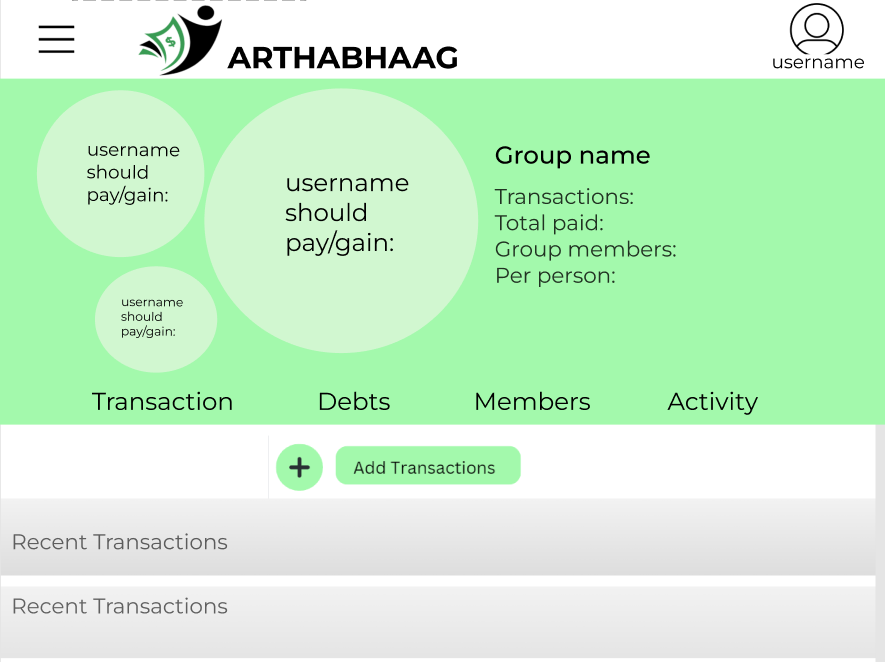 ARTHABHAAG
username
username
should
pay/gain:
username
should
pay/gain:
username
should
pay/gain:
Group name
Transactions:
Total paid:
Group members:
Per person:
Transaction Debts Members Activity
+ Add Transactions
Recent Transactions
Recent Transactions